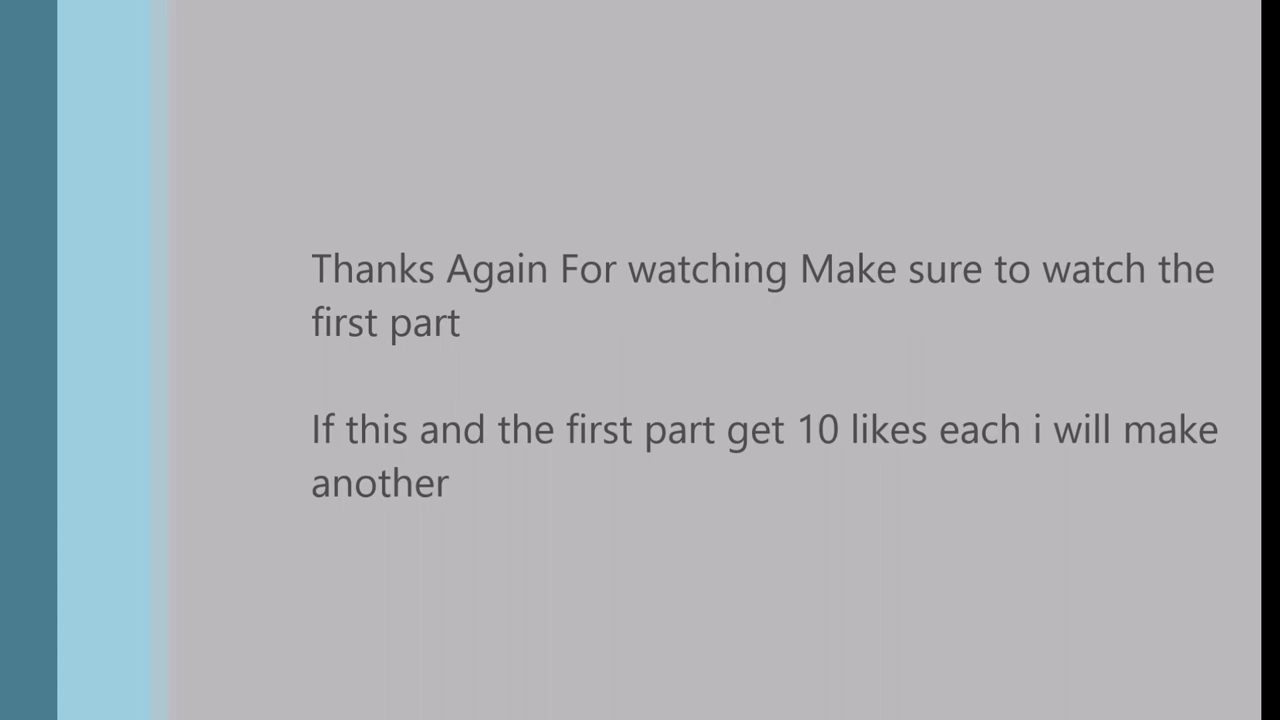 Thanks Again For watching Make sure to watch the
first part
If this and the first part get 10 likes each i will make
another